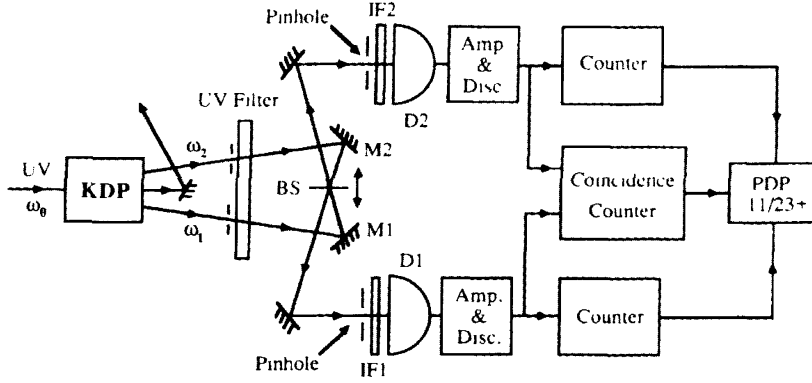 Pinhole
IF2
Amp
&
Disc
Counter
D2
UV Filter
UV
ω₀
KDP
ω₂
ω₁
M2
BS
M1
Coincidence
Counter
PDP
11/23+
D1
Amp.
&
Disc.
Counter
Pinhole
IF1